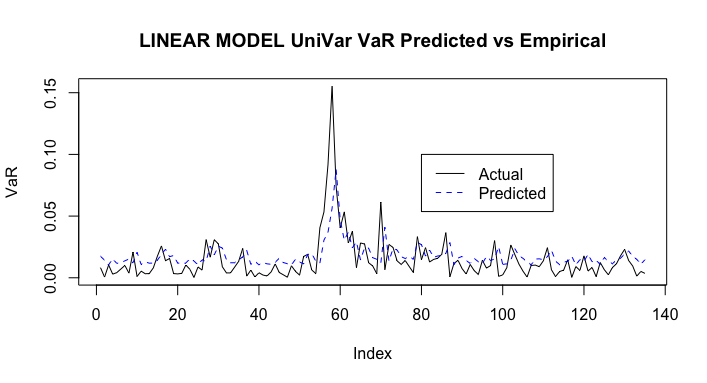 LINEAR MODEL UniVar VaR Predicted vs Empirical
VaR
0.15
0.10
0.05
0.00
Actual
Predicted
0 20 40 60 80 100 120 140
Index